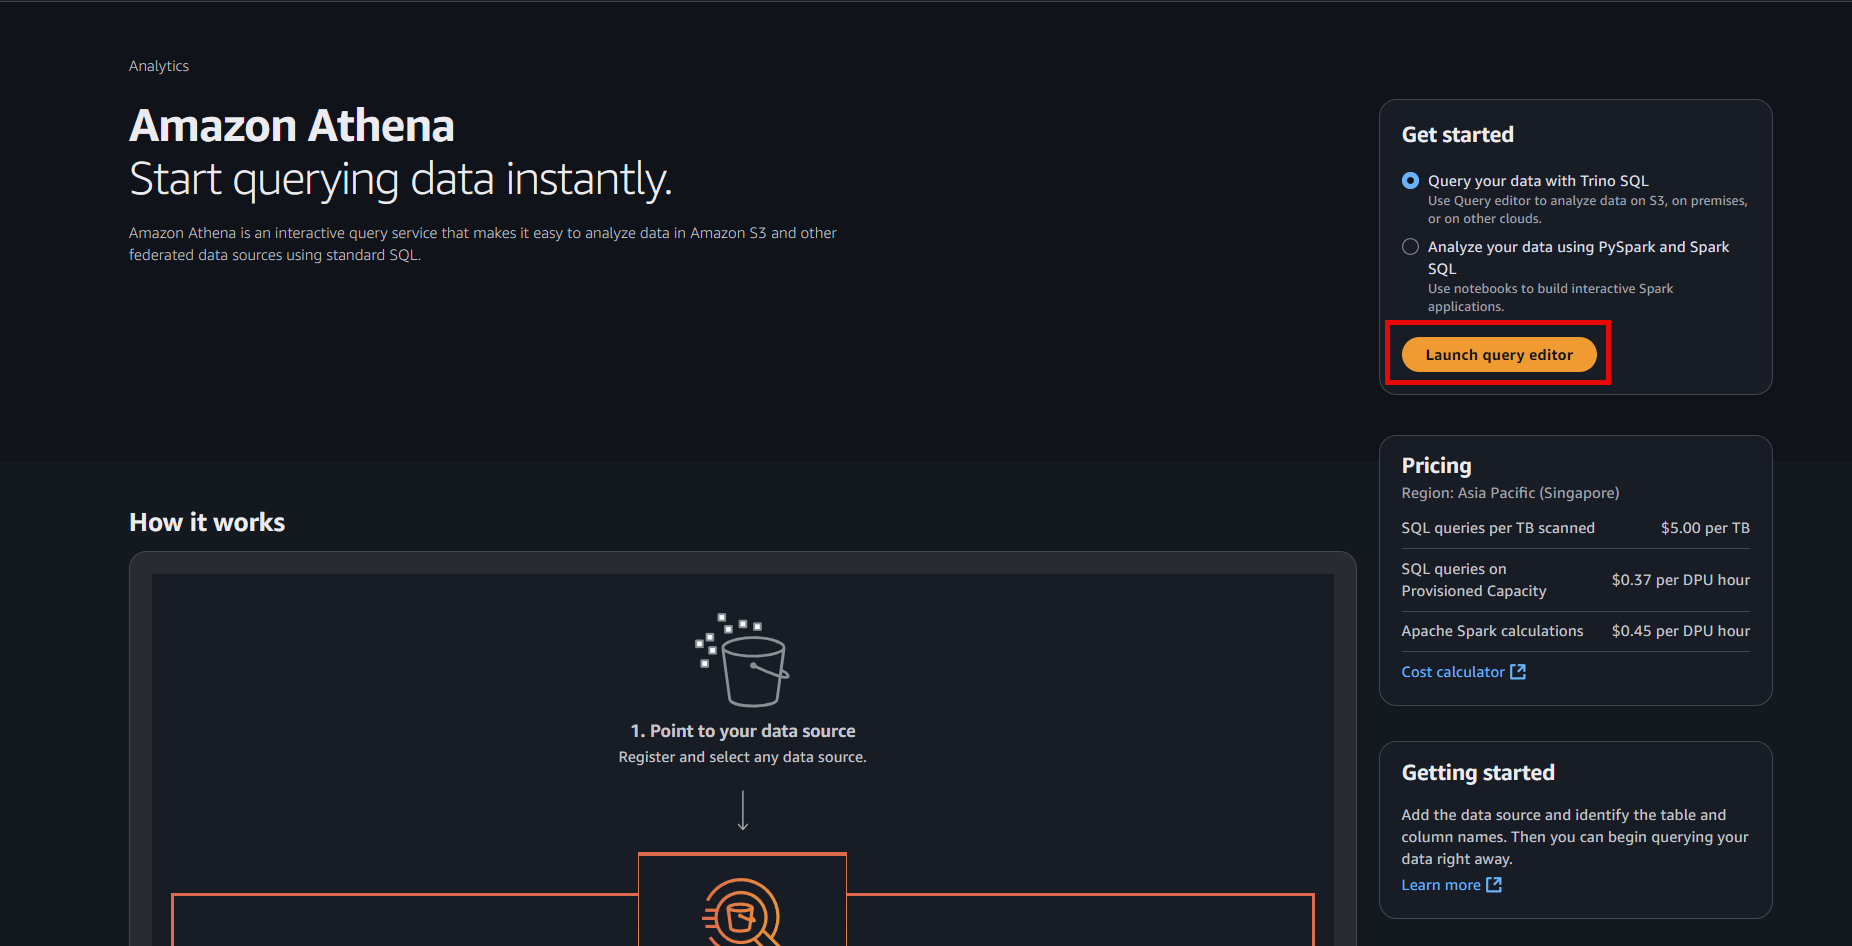 Analytics
Amazon Athena
Start querying data instantly.
Amazon Athena is an interactive query service that makes it easy to analyze data in Amazon S3 and other
federated data sources using standard SQL.
Get started
Query your data with Trino SQL
Use Query editor to analyze data on S3, on premises,
or on other clouds.
Analyze your data using PySpark and Spark
SQL
Use notebooks to build interactive Spark
applications.
Launch query editor
Pricing
Region: Asia Pacific (Singapore)
SQL queries per TB scanned $5.00 per TB
SQL queries on
Provisioned Capacity $0.37 per DPU hour
Apache Spark calculations $0.45 per DPU hour
Cost calculator
How it works
1. Point to your data source
Register and select any data source.
Getting started
Add the data source and identify the table and
column names. Then you can begin querying your
data right away.
Learn more